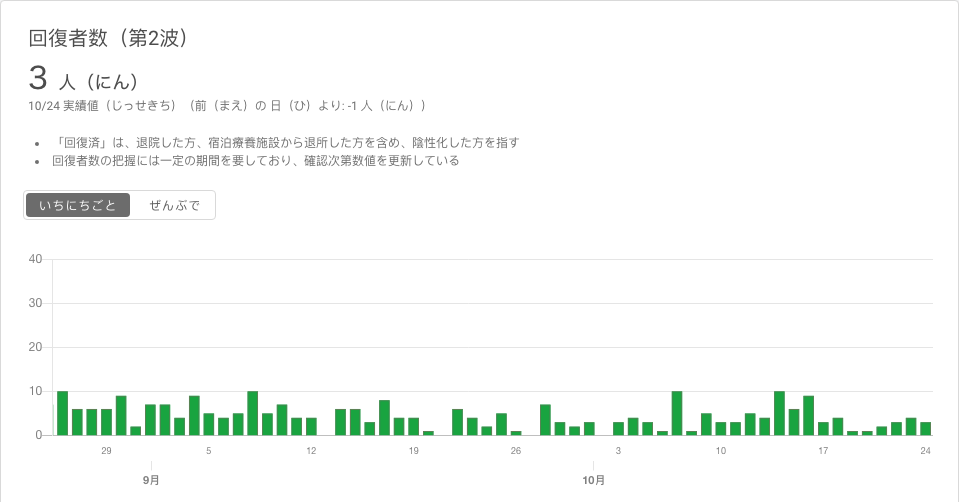 回復者数（第2波）
3 人（にん）
10/24 実績値（じっせきち）（前（まえ）の 日（ひ）より: -1 人（にん））
• 「回復済」は、退院した方、宿泊療養施設から退所した方を含め、陰性化した方を指す
• 回復者数の把握には一定の期間を要しており、確認次第数値を更新している
いちにちごと ぜんぶで
40
30
20
10
0
29 5 12 19 26 3 10 17 24
9月 10月